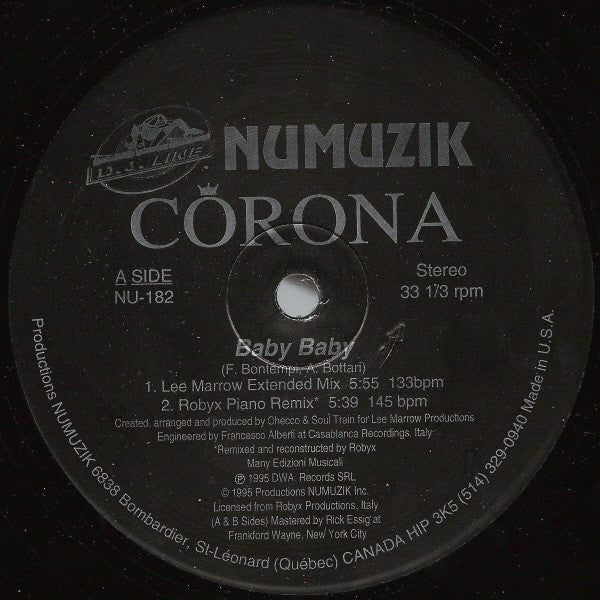 D.J. LINE
NUMUZIK
CORONA
A SIDE
NU-182
Stereo
33 1/3 rpm
Baby Baby
(F. Bontempi, A. Bottari)
1. Lee Marrow Extended Mix 5:55 133bpm
2. Robyx Piano Remix* 5:39 145 bpm
Created, arranged and produced by Checco & Soul Train for Lee Marrow Productions
Engineered by Francesco Alberti at Casablanca Recordings, Italy
*Remixed and reconstructed by Robyx
Many Edizioni Musicali
℗ 1995 DWA Records SRL
© 1995 Productions NUMUZIK Inc.
Licensed from Robyx Productions, Italy
(A & B Sides) Mastered by Rick Essig at
Frankford Wayne, New York City
Productions NUMUZIK 6838 Bombardier, St-Léonard (Québec) CANADA HIP 3K5 (514) 329-0940 Made in U.S.A.